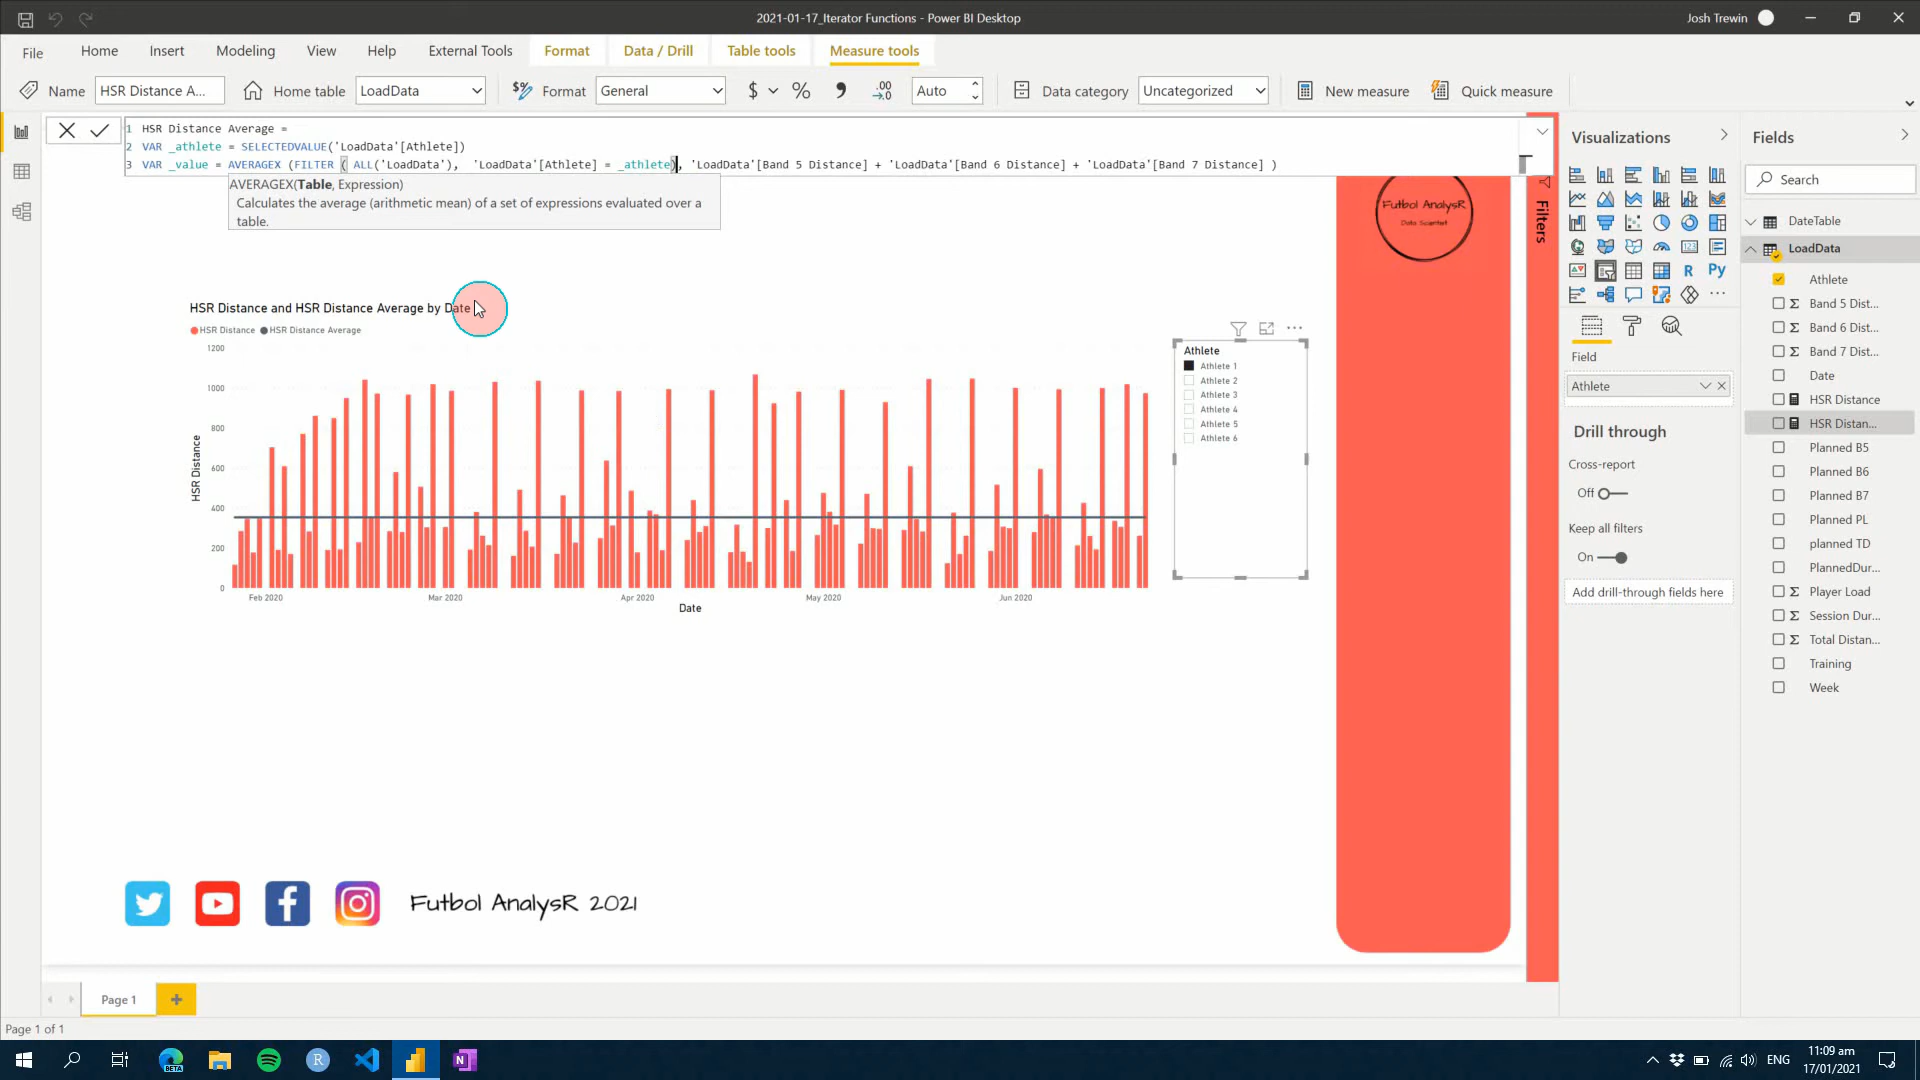 2021-01-17_Iterator Functions - Power BI Desktop
Josh Trewin
File
Home
Insert
Modeling
View
Help
External Tools
Format
Data / Drill
Table tools
Measure tools
Name
HSR Distance A...
Home table
LoadData
Format
General
$
%
Auto
Data category
Uncategorized
New measure
Quick measure
1 HSR Distance Average =
2 VAR _athlete = SELECTEDVALUE('LoadData'[Athlete])
3 VAR _value = AVERAGEX (FILTER ( ALL('LoadData'), 'LoadData'[Athlete] = _athlete), 'LoadData'[Band 5 Distance] + 'LoadData'[Band 6 Distance] + 'LoadData'[Band 7 Distance] )
AVERAGEX(Table, Expression)
Calculates the average (arithmetic mean) of a set of expressions evaluated over a
table.
HSR Distance and HSR Distance Average by Date
HSR Distance
HSR Distance Average
HSR Distance
1200
1000
800
600
400
200
0
Feb 2020
Mar 2020
Apr 2020
May 2020
Jun 2020
Date
Athlete
Athlete 1
Athlete 2
Athlete 3
Athlete 4
Athlete 5
Athlete 6
Futbol AnalysR
Data Scientist
Filters
Visualizations
R
Py
Field
Athlete
Drill through
Cross-report
Off
Keep all filters
On
Add drill-through fields here
Fields
Search
DateTable
LoadData
Athlete
Band 5 Dist...
Band 6 Dist...
Band 7 Dist...
Date
HSR Distance
HSR Distan...
Planned B5
Planned B6
Planned B7
Planned PL
planned TD
PlannedDur...
Player Load
Session Dur...
Total Distan...
Training
Week
Futbol AnalysR 2021
Page 1
Page 1 of 1
BETA
R
N
ENG
11:09 am
17/01/2021